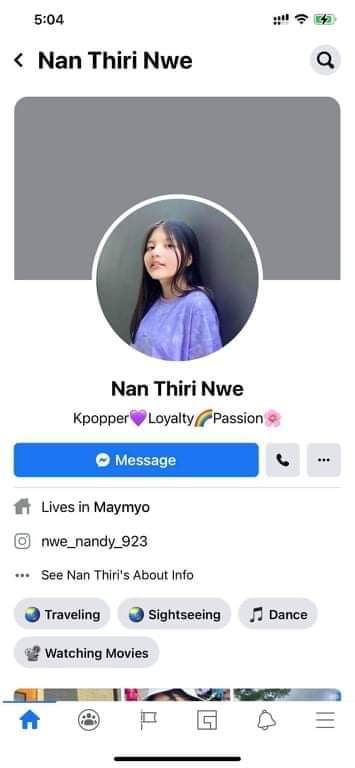 5:04
Nan Thiri Nwe
Nan Thiri Nwe
Kpopper💜Loyalty🌈Passion🌸
Message
Lives in Maymyo
nwe_nandy_923
See Nan Thiri's About Info
Traveling
Sightseeing
Dance
Watching Movies